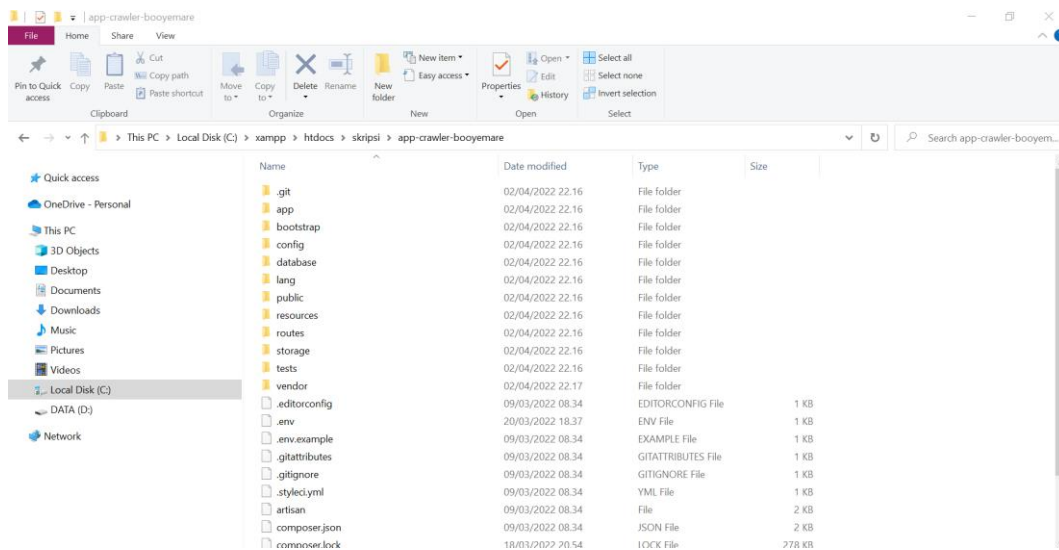 app-crawler-booyemare
File Home Share View
Pin to Quick access
Copy
Paste
Cut
Copy path
Paste shortcut
Clipboard
Move to
Copy to
Delete
Rename
Organize
New folder
New item
Easy access
New
Properties
Open
Edit
History
Open
Select all
Select none
Invert selection
Select
This PC > Local Disk (C:) > xampp > htdocs > skripsi > app-crawler-booyemare
Search app-crawler-booyem...
Quick access
OneDrive - Personal
This PC
3D Objects
Desktop
Documents
Downloads
Music
Pictures
Videos
Local Disk (C:)
DATA (D:)
Network
Name Date modified Type Size
.git 02/04/2022 22.16 File folder
app 02/04/2022 22.16 File folder
bootstrap 02/04/2022 22.16 File folder
config 02/04/2022 22.16 File folder
database 02/04/2022 22.16 File folder
lang 02/04/2022 22.16 File folder
public 02/04/2022 22.16 File folder
resources 02/04/2022 22.16 File folder
routes 02/04/2022 22.16 File folder
storage 02/04/2022 22.16 File folder
tests 02/04/2022 22.16 File folder
vendor 02/04/2022 22.17 File folder
.editorconfig 09/03/2022 08.34 EDITORCONFIG File 1 KB
.env 20/03/2022 18.37 ENV File 1 KB
.env.example 09/03/2022 08.34 EXAMPLE File 1 KB
.gitattributes 09/03/2022 08.34 GITATTRIBUTES File 1 KB
.gitignore 09/03/2022 08.34 GITIGNORE File 1 KB
.styleci.yml 09/03/2022 08.34 YML File 1 KB
artisan 09/03/2022 08.34 File 2 KB
composer.json 09/03/2022 08.34 JSON File 2 KB
composer.lock 18/03/2022 20.54 LOCK File 278 KB